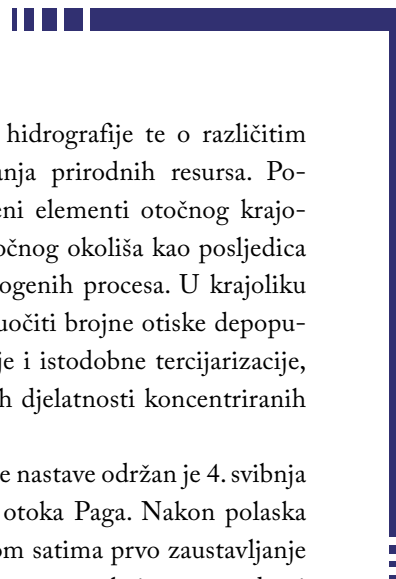 hidrografije te o različitim
anja prirodnih resursa. Po-
eni elementi otočnog krajo-
očnog okoliša kao posljedica
ogenih procesa. U krajoliku
uočiti brojne otiske depopu-
je i istodobne tercijarizacije,
h djelatnosti koncentriranih
e nastave održan je 4. svibnja
otoka Paga. Nakon polaska
om satima prvo zaustavljanje